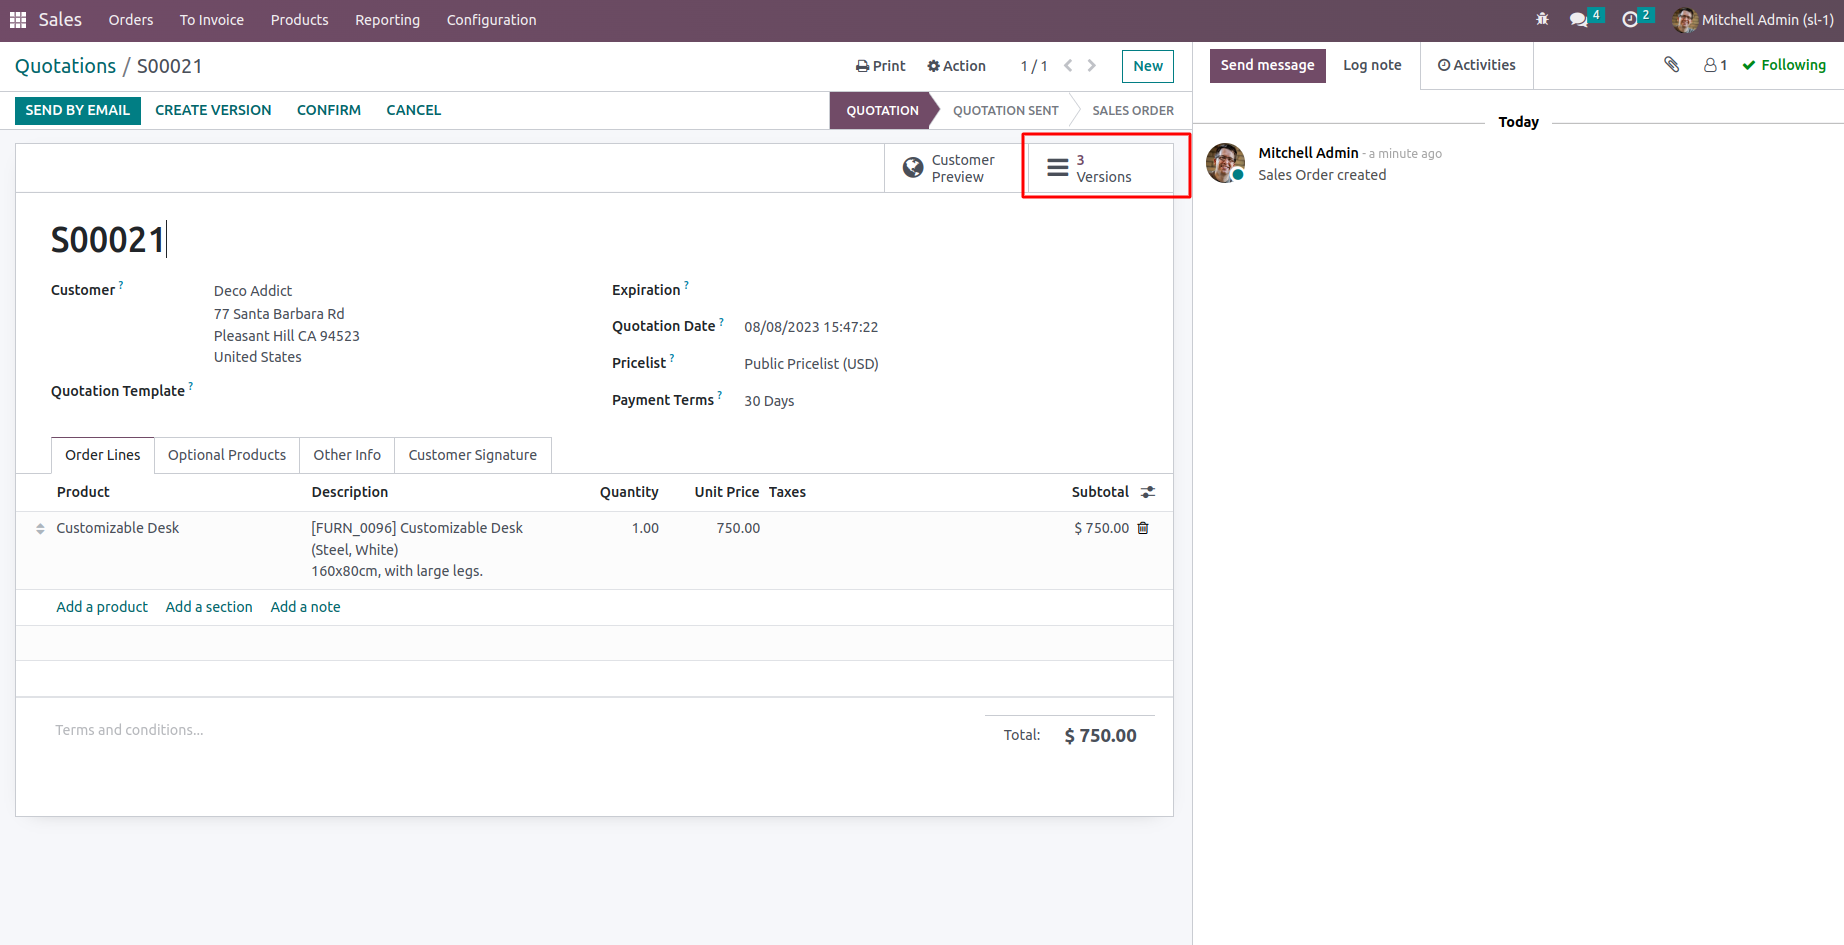 Sales Orders To Invoice Products Reporting Configuration 4 2 Mitchell Admin (sl-1)
Quotations / S00021 Print Action 1 / 1 New
SEND BY EMAIL CREATE VERSION CONFIRM CANCEL QUOTATION QUOTATION SENT SALES ORDER
Customer Preview
3 Versions
S00021
Customer ?
Deco Addict
77 Santa Barbara Rd
Pleasant Hill CA 94523
United States
Quotation Template ?
Expiration ?
Quotation Date ? 08/08/2023 15:47:22
Pricelist ? Public Pricelist (USD)
Payment Terms ? 30 Days
Order Lines Optional Products Other Info Customer Signature
Product Description Quantity Unit Price Taxes Subtotal
Customizable Desk [FURN_0096] Customizable Desk 1.00 750.00 $ 750.00
(Steel, White)
160x80cm, with large legs.
Add a product Add a section Add a note
Terms and conditions...
Total: $ 750.00
Send message Log note Activities 1 Following
Today
Mitchell Admin - a minute ago
Sales Order created